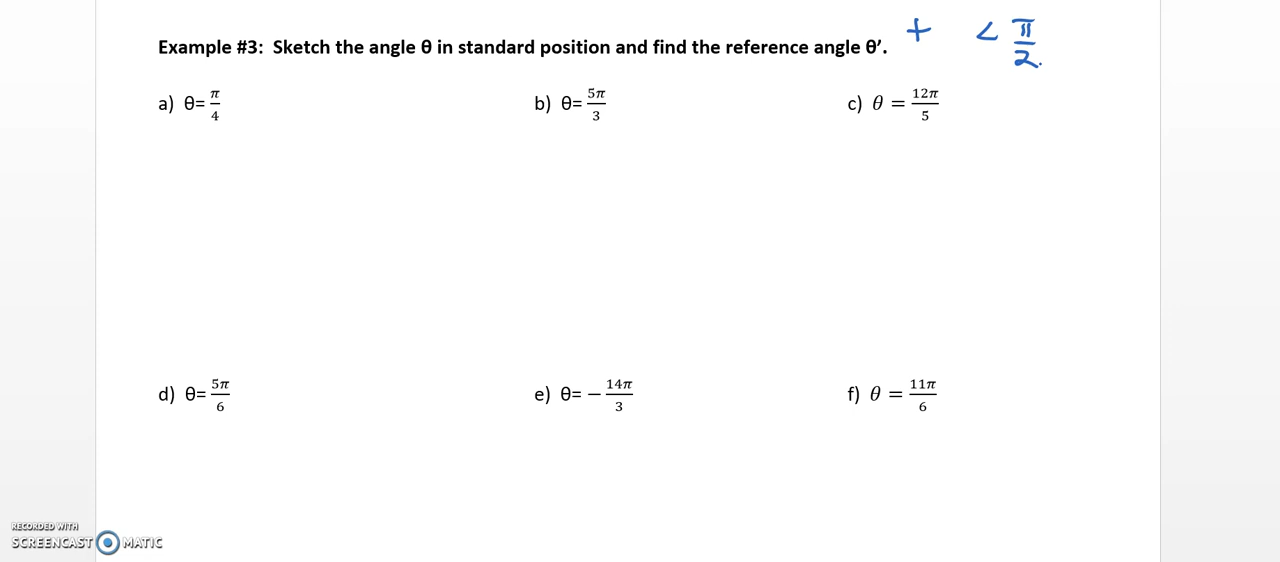 Example #3: Sketch the angle θ in standard position and find the reference angle θ′. + < π/2.
a) θ= π/4 b) θ= 5π/3 c) θ = 12π/5
d) θ= 5π/6 e) θ= − 14π/3 f) θ = 11π/6
RECORDED WITH
SCREENCAST MATIC